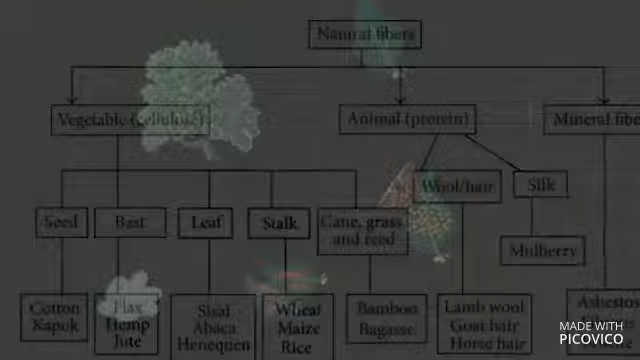 Natural fibers
Vegetable (cellulose)
Animal (protein)
Mineral fibe
Wool/hair
Silk
Seed
Bast
Leaf
Stalk
Cane, grass
and reed
Mulberry
Cotton
Kapok
Flax
Hemp
Jute
Sisal
Abaca
Henequen
Wheat
Maize
Rice
Bamboo
Bagasse
Lamb wool
Goat hair
Horse hair
Asbestos
MADE WITH
PICOVICO